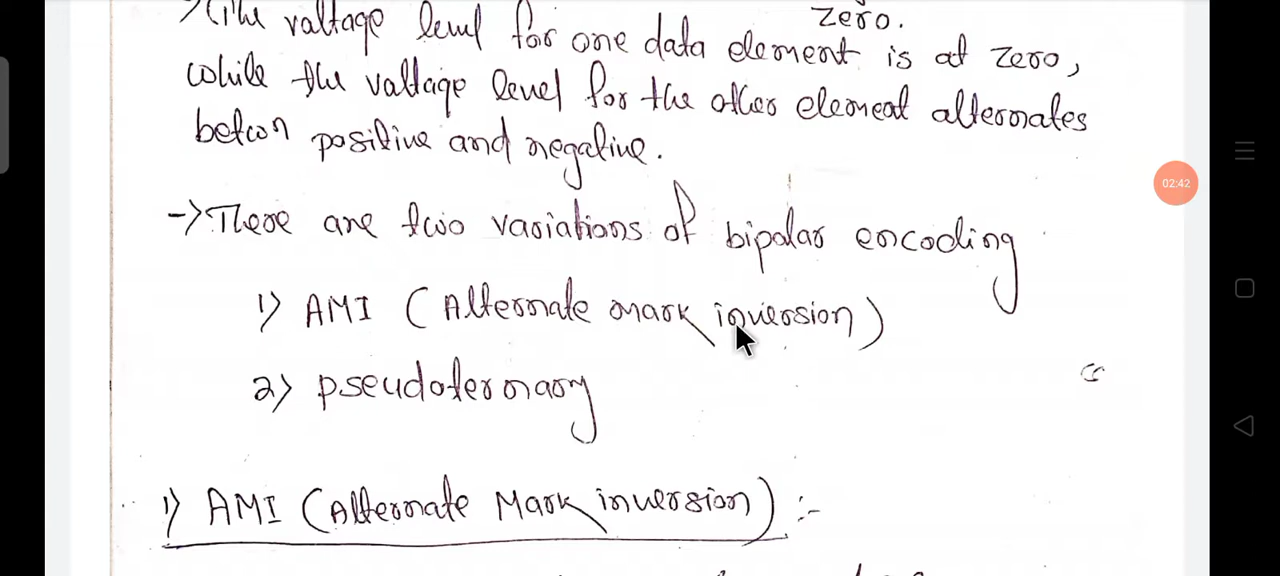 zero.
→ The voltage level for one data element is at zero,
while the voltage level for the other element alternates
betwn positive and negative.
02:42
→ There are two variations of bipolar encoding
1) AMI (Alternate mark inversion)
2) pseudoternary
1) AMI (Alternate Mark inversion) :-